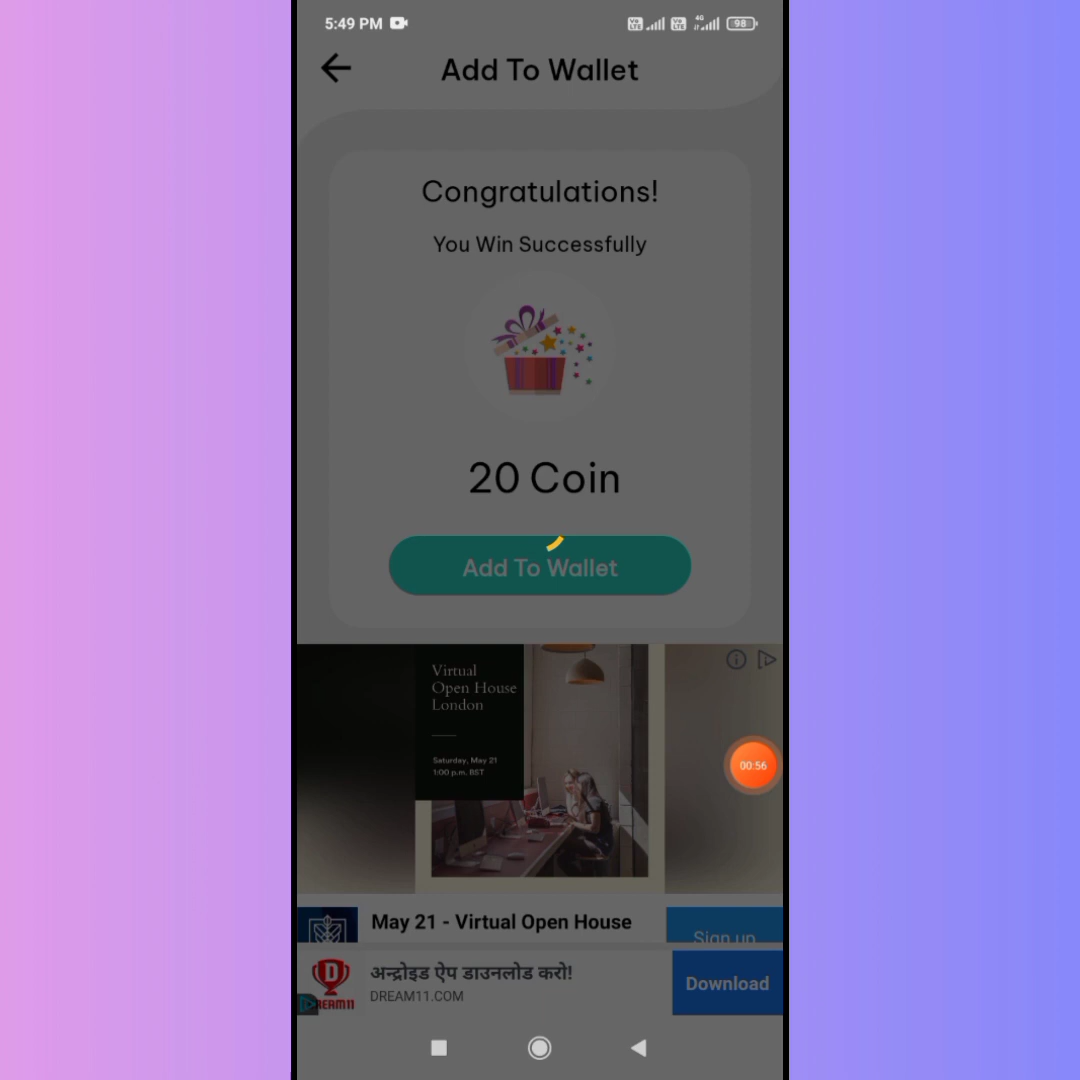 5:49 PM
4G
98
Add To Wallet
Congratulations!
You Win Successfully
20 Coin
Add To Wallet
Virtual
Open House
London
Saturday, May 21
1:00 p.m. BST
00:56
May 21 - Virtual Open House
Sign up
अन्द्रोइड ऐप डाउनलोड करो!
DREAM11.COM
Download